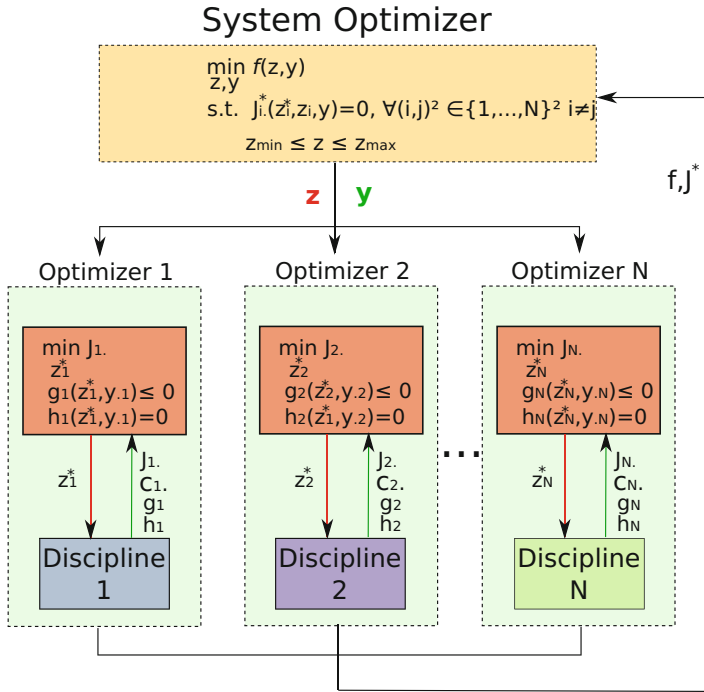 System Optimizer
min f(z,y)
z,y
s.t. J*i.(z*i,zi,y)=0, ∀(i,j)² ∈{1,...,N}² i≠j
zmin ≤ z ≤ zmax
z y
f,J*
Optimizer 1
min J1.
z*1
g1(z*1,y.1)≤ 0
h1(z*1,y.1)=0
z*1
J1.
c1.
g1
h1
Discipline
1
Optimizer 2
min J2.
z*2
g2(z*2,y.2)≤ 0
h2(z*1,y.2)=0
z*2
J2.
c2.
g2
h2
Discipline
2
...
Optimizer N
min JN.
z*N
gN(z*N,y.N)≤ 0
hN(z*N,y.N)=0
z*N
JN.
cN.
gN
hN
Discipline
N